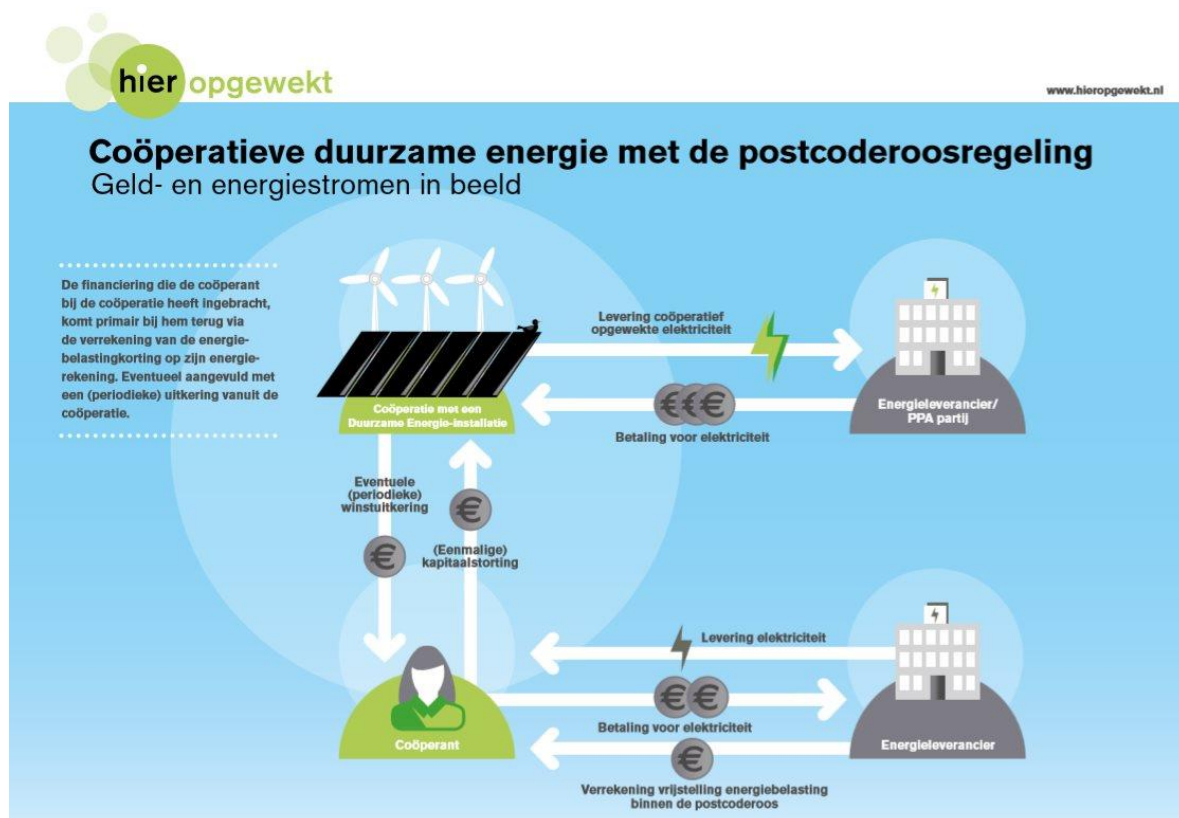 hier opgewekt
www.hieropgewekt.nl
Coöperatieve duurzame energie met de postcoderoosregeling
Geld- en energiestromen in beeld
De financiering die de coöperant
bij de coöperatie heeft ingebracht,
komt primair bij hem terug via
de verrekening van de energie-
belastingkorting op zijn energie-
rekening. Eventueel aangevuld met
een (periodieke) uitkering vanuit de
coöperatie.
Levering coöperatief
opgewekte elektriciteit
Coöperatie met een
Duurzame Energie-installatie
€€€
Betaling voor elektriciteit
Energieleverancier/
PPA partij
Eventuele
(periodieke)
winstuitkering
€
€
(Eenmalige)
kapitaalstorting
Levering elektriciteit
€€
Betaling voor elektriciteit
Coöperant
Energieleverancier
€
Verrekening vrijstelling energiebelasting
binnen de postcoderoos